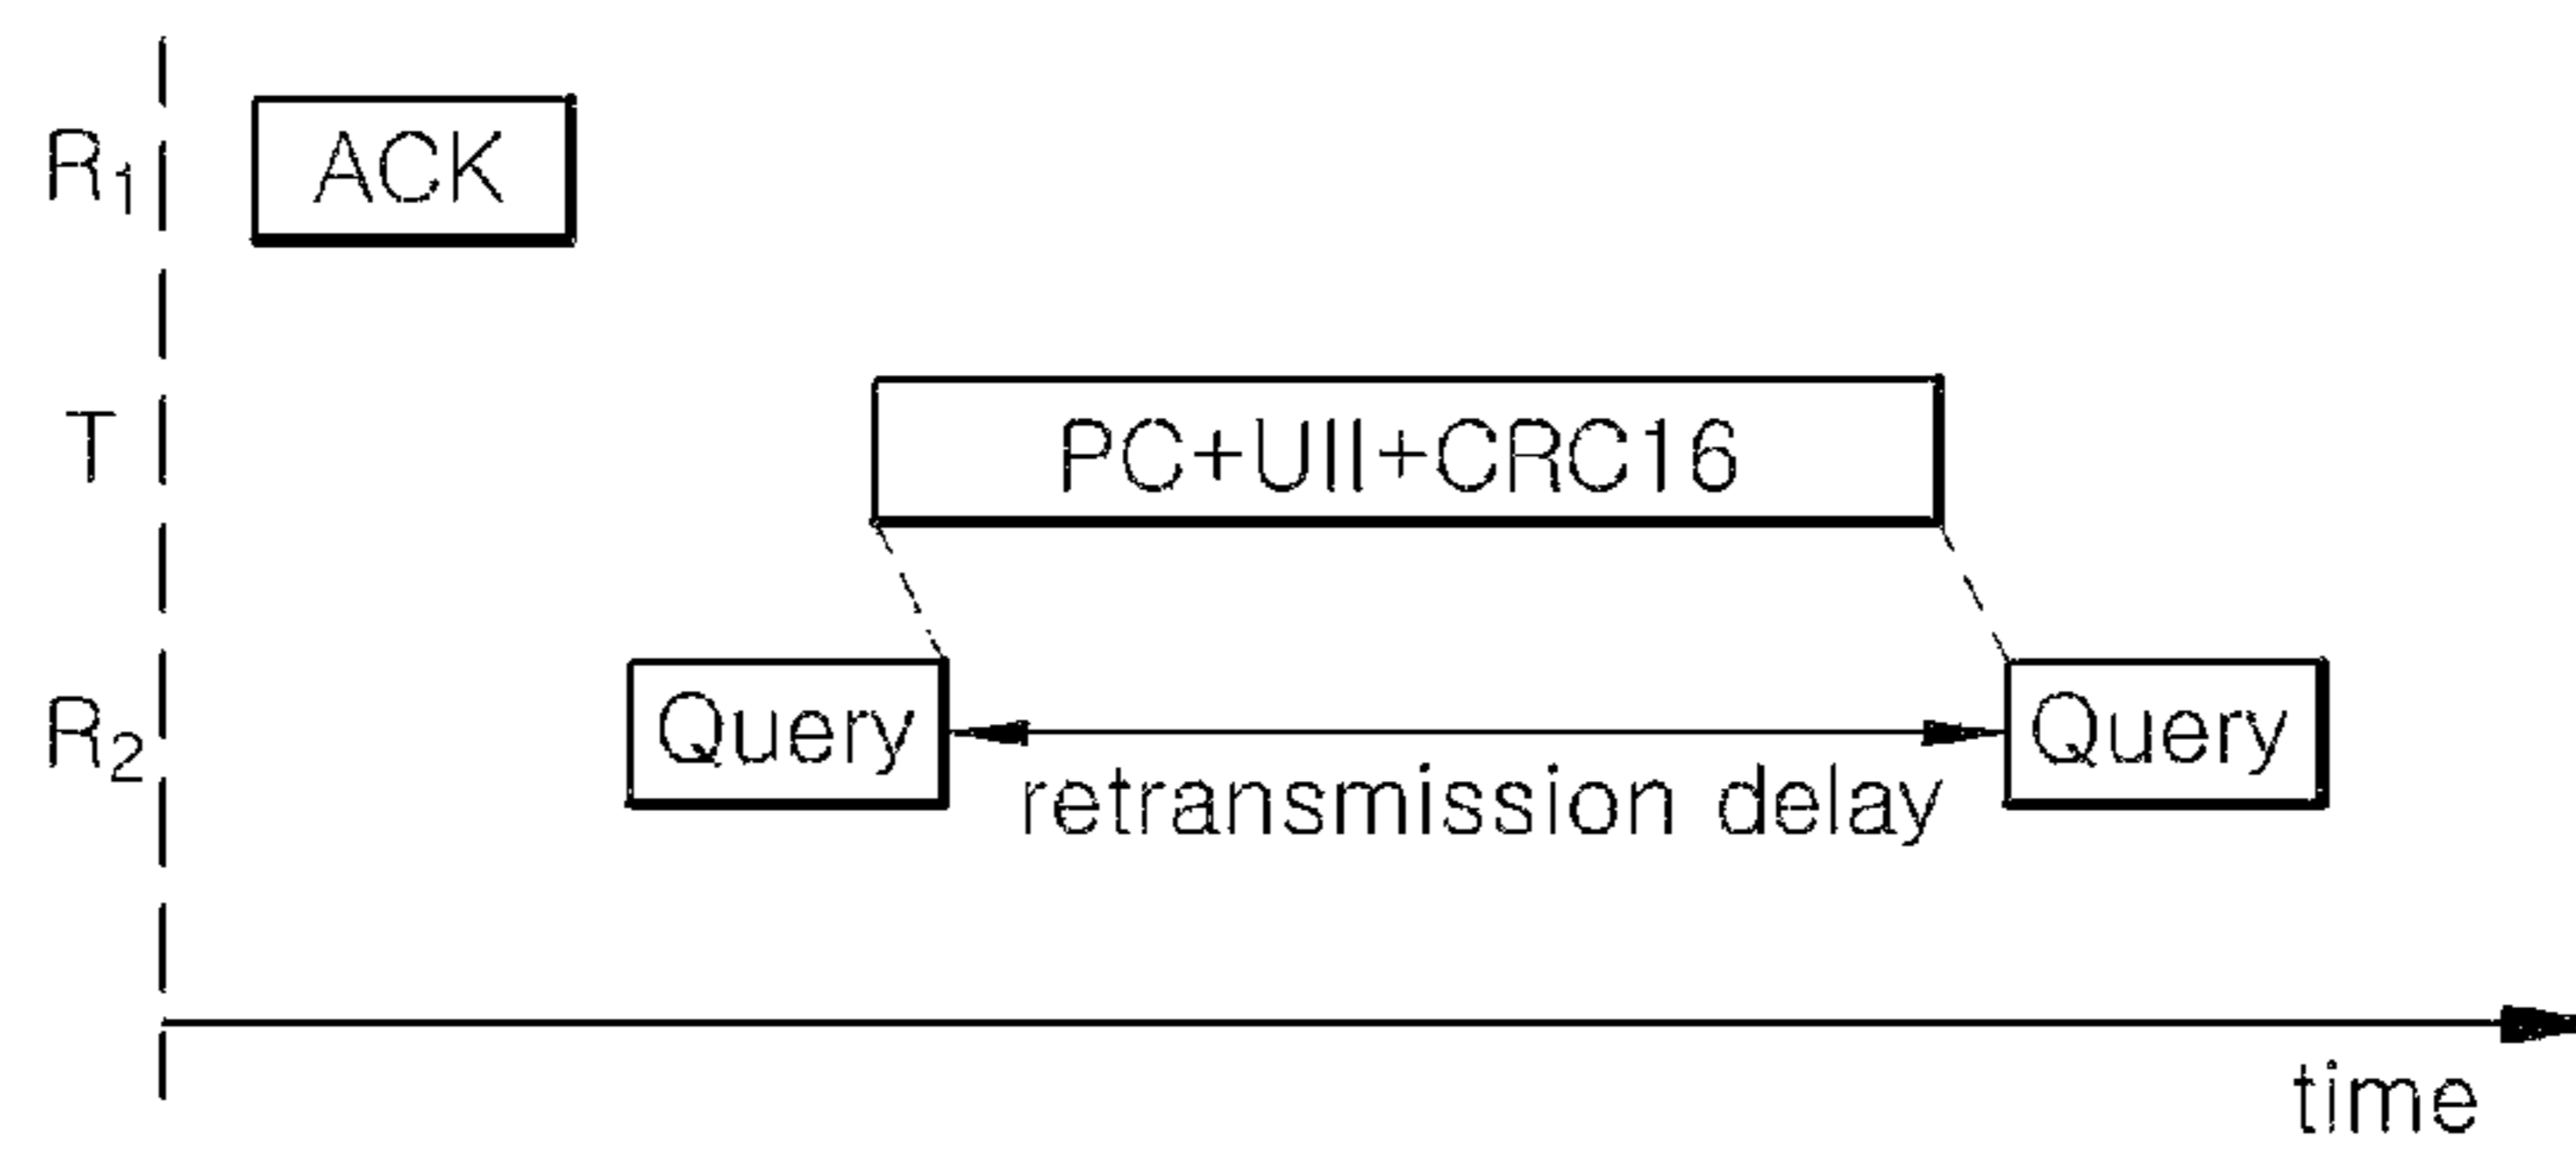 R1 ACK
T PC+UII+CRC16
R2 Query Query
retransmission delay
time